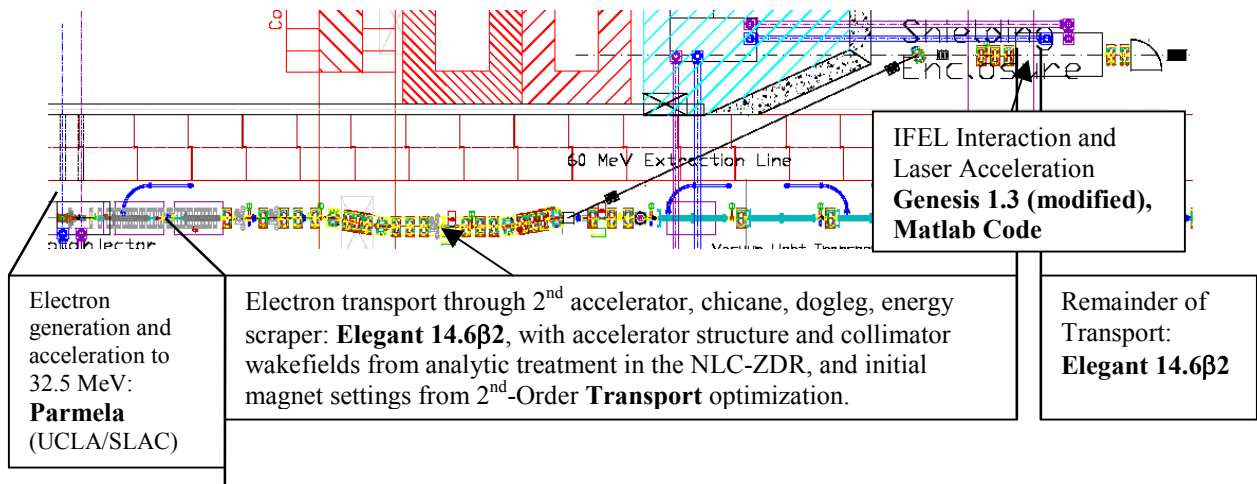 Co
Shielding
Enclosure
60 MeV Extraction Line
IFEL Interaction and
Laser Acceleration
Genesis 1.3 (modified),
Matlab Code
Electron
generation and
acceleration to
32.5 MeV:
Parmela
(UCLA/SLAC)
Electron transport through 2nd accelerator, chicane, dogleg, energy
scraper: Elegant 14.6β2, with accelerator structure and collimator
wakefields from analytic treatment in the NLC-ZDR, and initial
magnet settings from 2nd-Order Transport optimization.
Remainder of
Transport:
Elegant 14.6β2